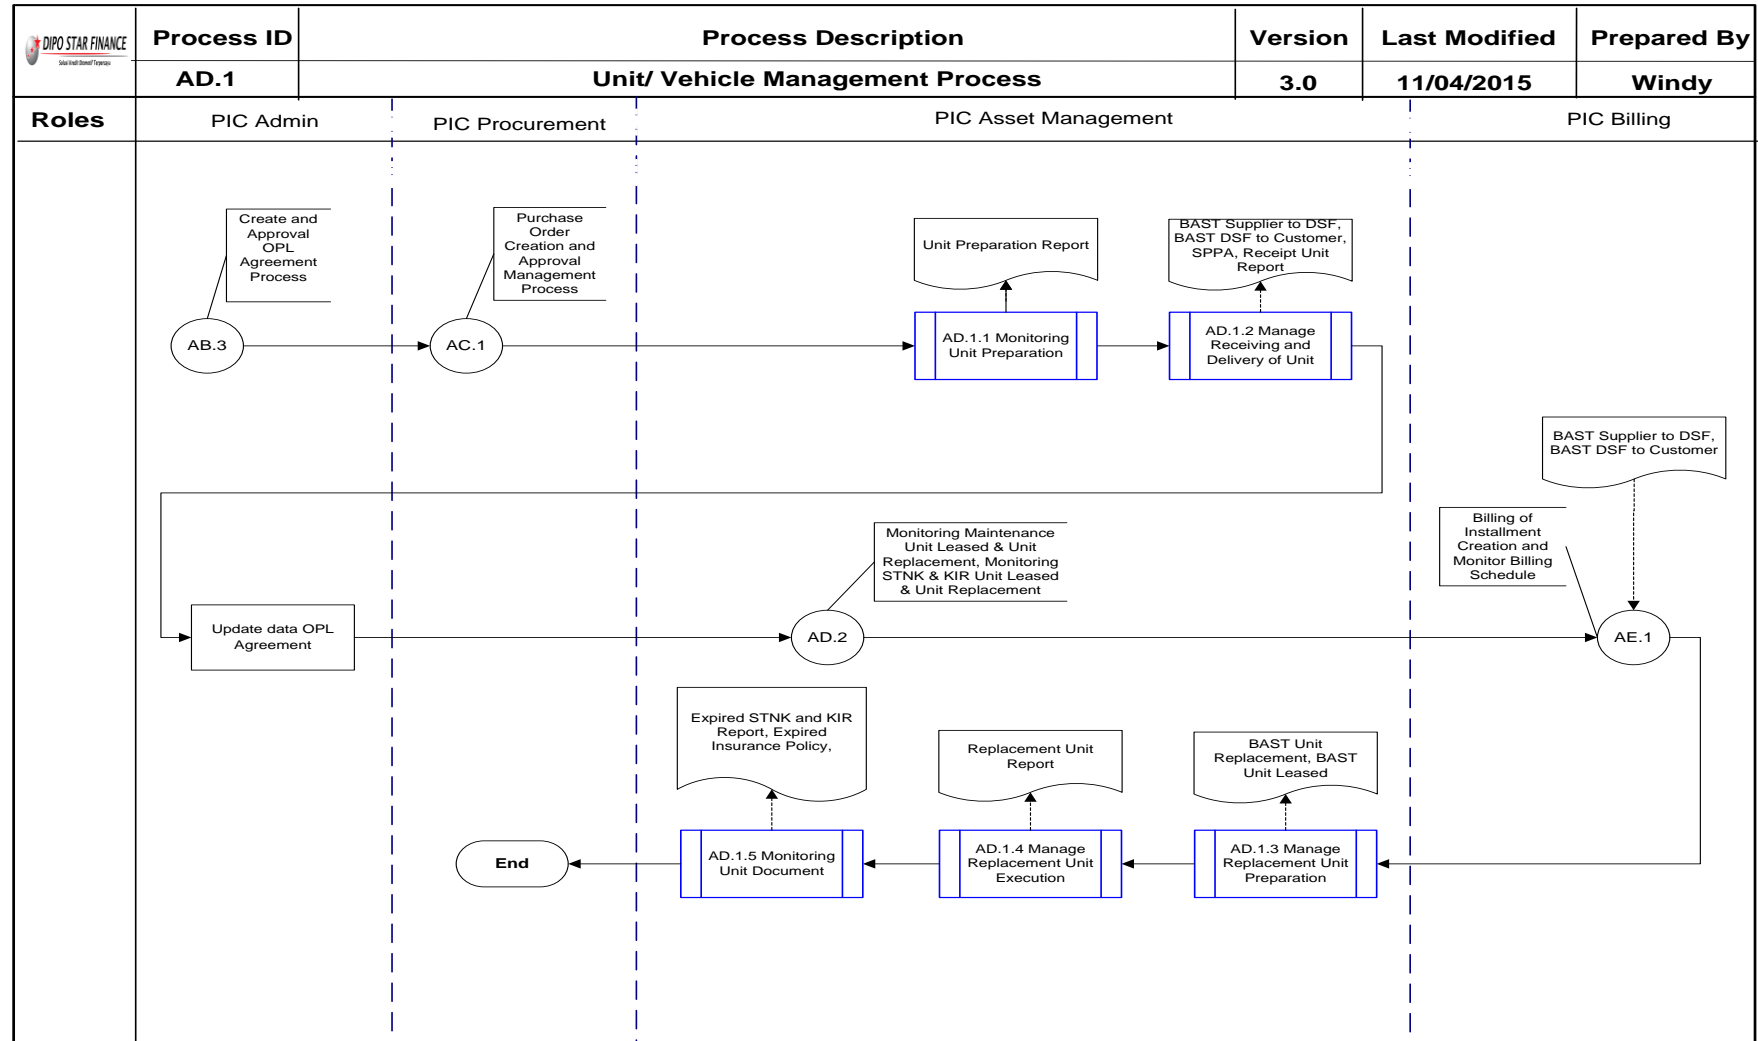 DIPO STAR FINANCE
Solusi Kredit Otomotif Terpercaya
Process ID
Process Description
Version
Last Modified
Prepared By
AD.1
Unit/ Vehicle Management Process
3.0
11/04/2015
Windy
Roles
PIC Admin
PIC Procurement
PIC Asset Management
PIC Billing
Create and
Approval
OPL
Agreement
Process
Purchase
Order
Creation and
Approval
Management
Process
Unit Preparation Report
BAST Supplier to DSF,
BAST DSF to Customer,
SPPA, Receipt Unit
Report
AB.3
AC.1
AD.1.1 Monitoring
Unit Preparation
AD.1.2 Manage
Receiving and
Delivery of Unit
BAST Supplier to DSF,
BAST DSF to Customer
Billing of
Installment
Creation and
Monitor Billing
Schedule
Monitoring Maintenance
Unit Leased & Unit
Replacement, Monitoring
STNK & KIR Unit Leased
& Unit Replacement
Update data OPL
Agreement
AD.2
AE.1
Expired STNK and KIR
Report, Expired
Insurance Policy,
Replacement Unit
Report
BAST Unit
Replacement, BAST
Unit Leased
End
AD.1.5 Monitoring
Unit Document
AD.1.4 Manage
Replacement Unit
Execution
AD.1.3 Manage
Replacement Unit
Preparation